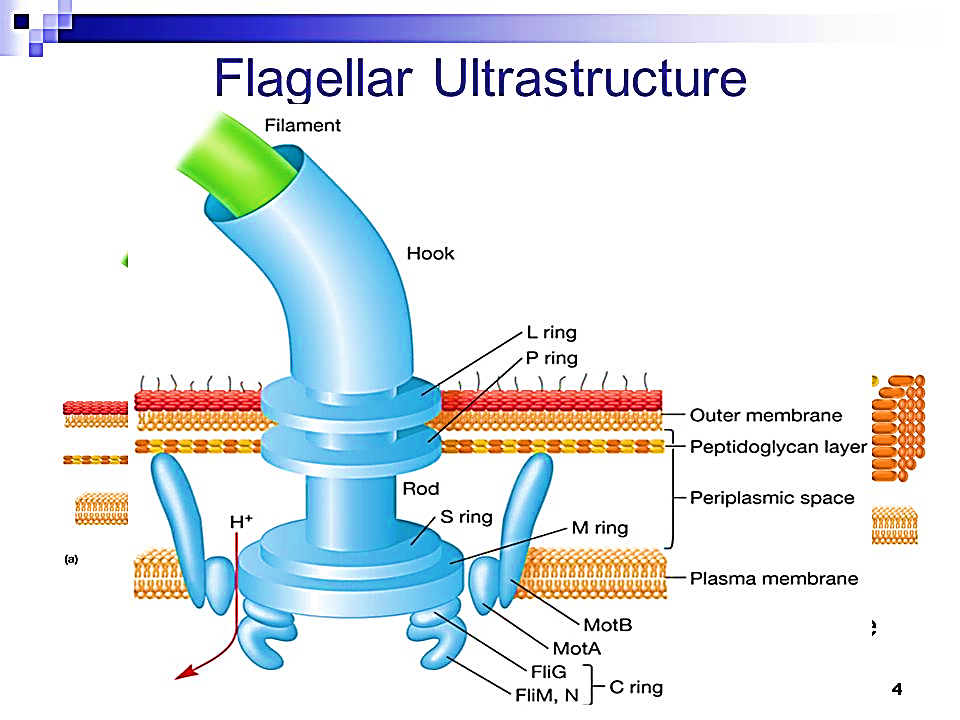 Flagellar Ultrastructure
Filament
Hook
L ring
P ring
Outer membrane
Peptidoglycan layer
Rod
Periplasmic space
S ring
H+
M ring
(a)
Plasma membrane
MotB
e
MotA
FliG
C ring
FliM, N
4